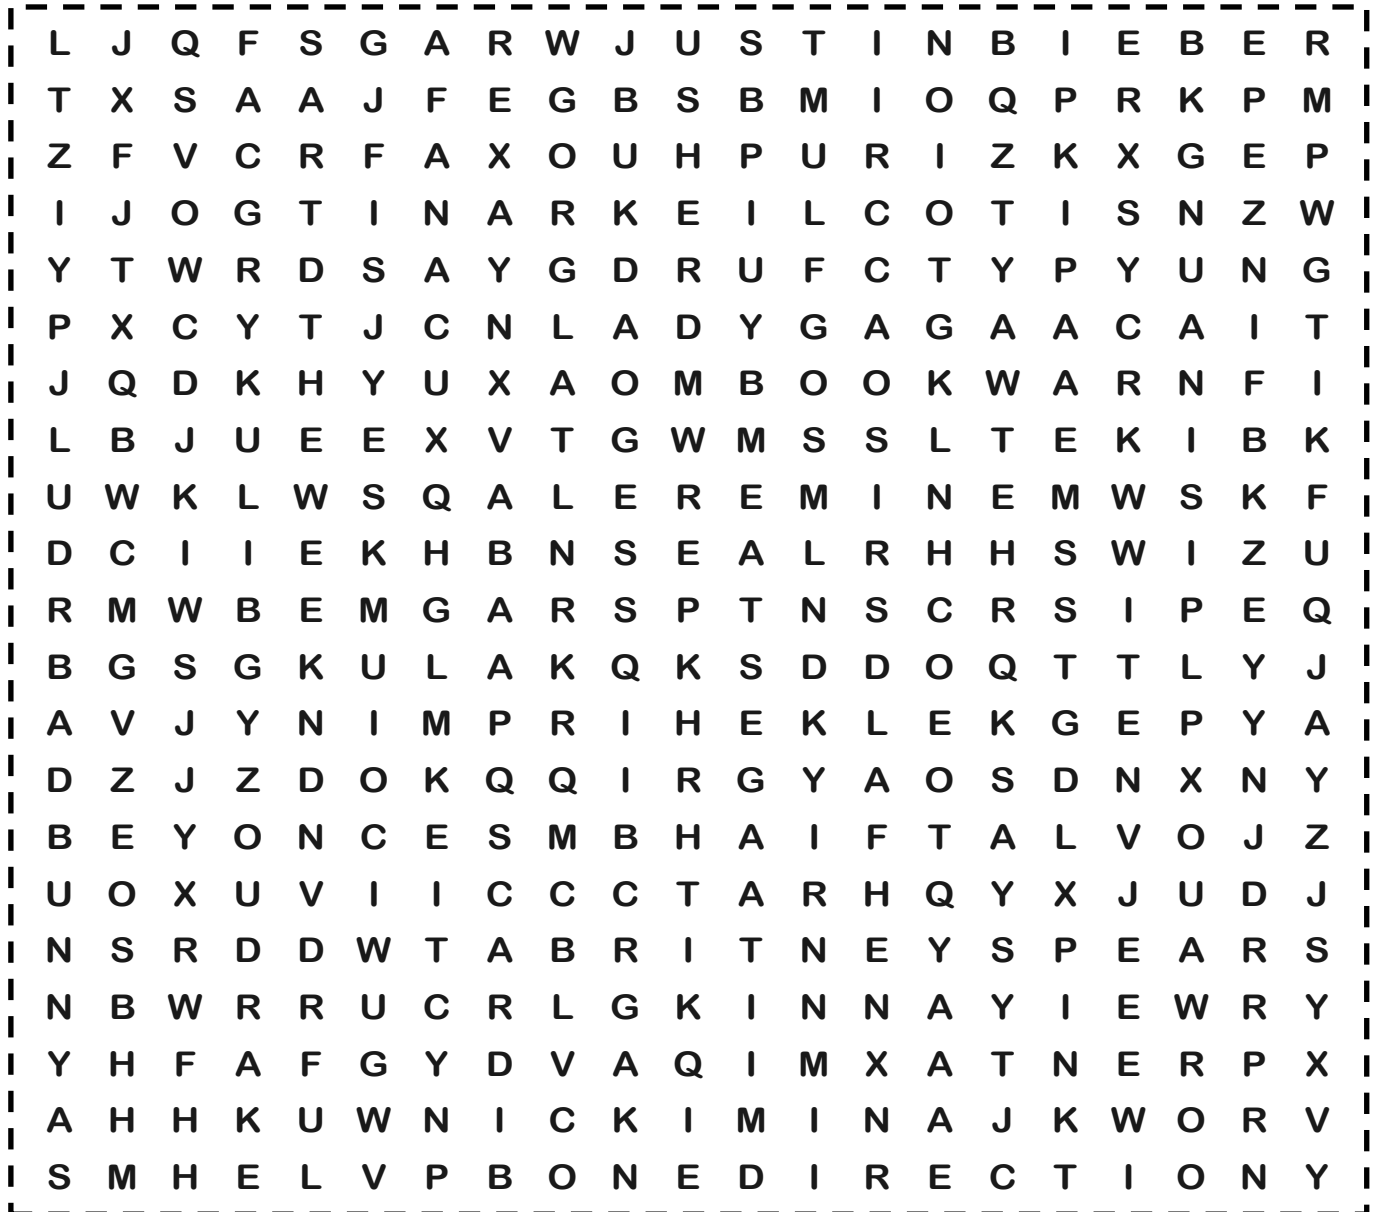 L J Q F S G A R W J U S T I N B I E B E R
T X S A A J F E G B S B M I O Q P R K P M
Z F V C R F A X O U H P U R I Z K X G E P
I J O G T I N A R K E I L C O T I S N Z W
Y T W R D S A Y G D R U F C T Y P Y U N G
P X C Y T J C N L A D Y G A G A A C A I T
J Q D K H Y U X A O M B O O K W A R N F I
L B J U E E X V T G W M S S L T E K I B K
U W K L W S Q A L E R E M I N E M W S K F
D C I I E K H B N S E A L R H H S W I Z U
R M W B E M G A R S P T N S C R S I P E Q
B G S G K U L A K Q K S D D O Q T T L Y J
A V J Y N I M P R I H E K L E K G E P Y A
D Z J Z D O K Q Q I R G Y A O S D N X N Y
B E Y O N C E S M B H A I F T A L V O J Z
U O X U V I I C C C T A R H Q Y X J U D J
N S R D D W T A B R I T N E Y S P E A R S
N B W R R U C R L G K I N N A Y I E W R Y
Y H F A F G Y D V A Q I M X A T N E R P X
A H H K U W N I C K I M I N A J K W O R V
S M H E L V P B O N E D I R E C T I O N Y